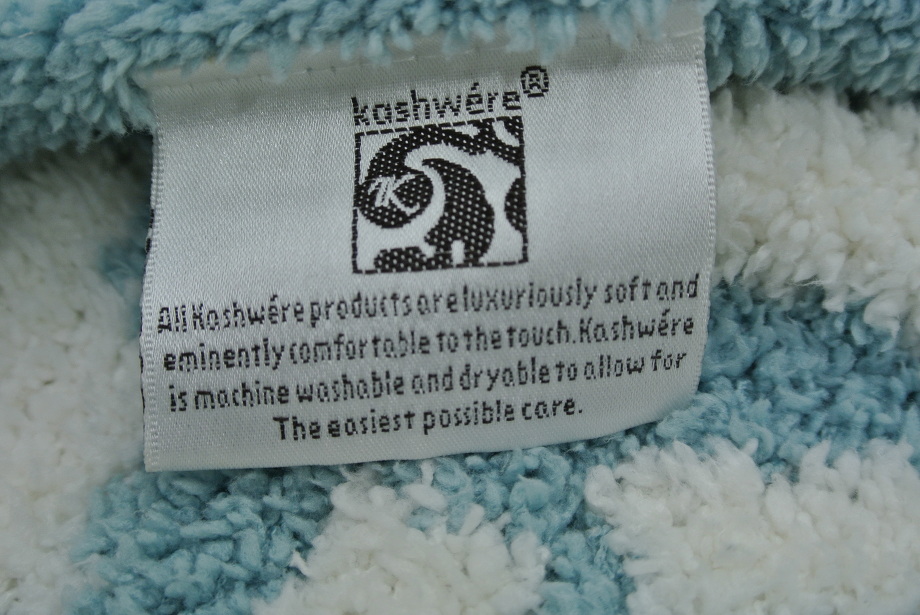 kashwére®
K
All Kashwére products are luxuriously soft and
eminently comfortable to the touch. Kashwére
is machine washable and dryable to allow for
The easiest possible care.